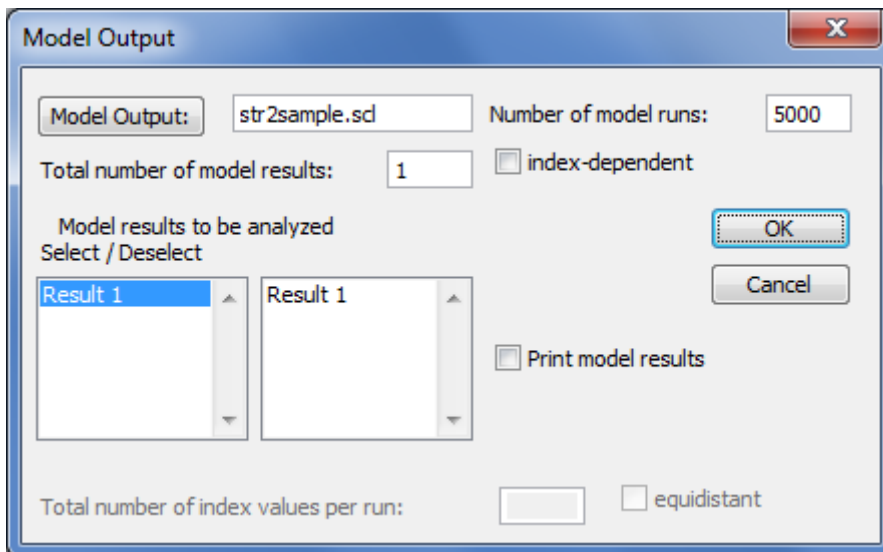 Model Output
Model Output: str2sample.scl Number of model runs: 5000
Total number of model results: 1 index-dependent
Model results to be analyzed
Select / Deselect
OK
Result 1 Result 1
Cancel
Print model results
Total number of index values per run: equidistant